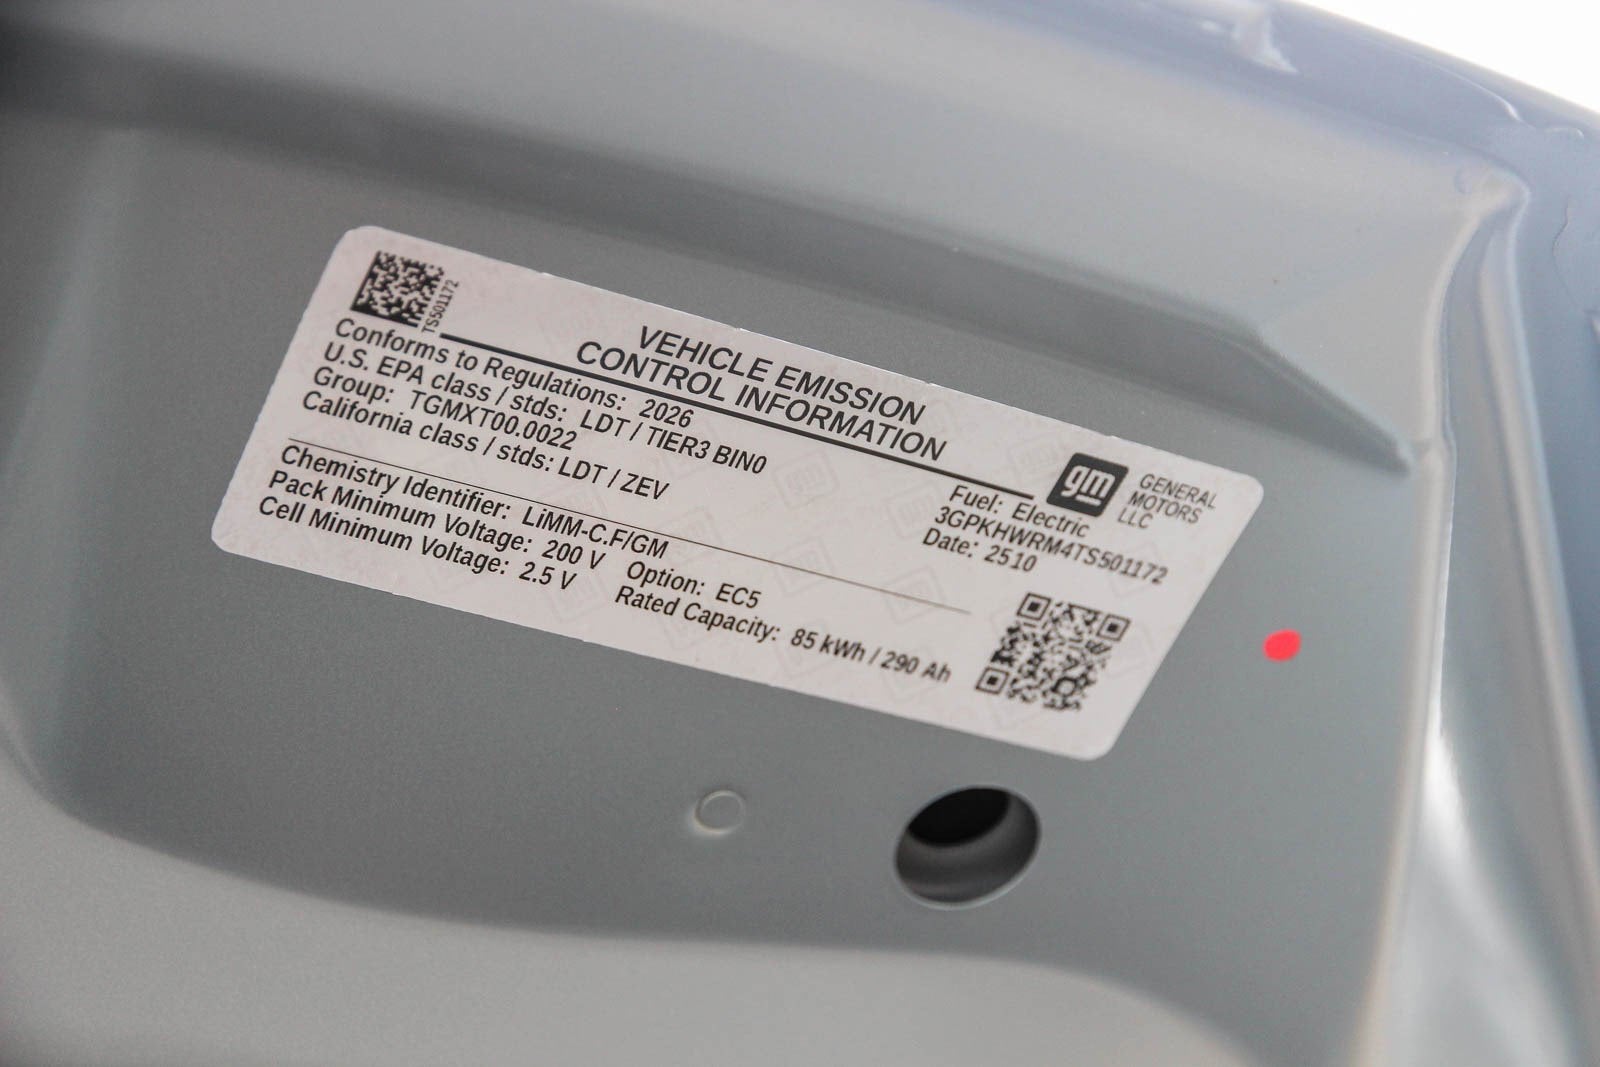 TS501172
VEHICLE EMISSION
CONTROL INFORMATION
Conforms to Regulations: 2026
U.S. EPA class / stds: LDT / TIER3 BIN0
Group: TGMXT00.0022
California class / stds: LDT / ZEV
gm
GENERAL
MOTORS
LLC
Fuel: Electric
3GPKHWRM4TS501172
Date: 2510
Chemistry Identifier: LiMM-C.F/GM
Pack Minimum Voltage: 200 V Option: EC5
Cell Minimum Voltage: 2.5 V Rated Capacity: 85 kWh / 290 Ah